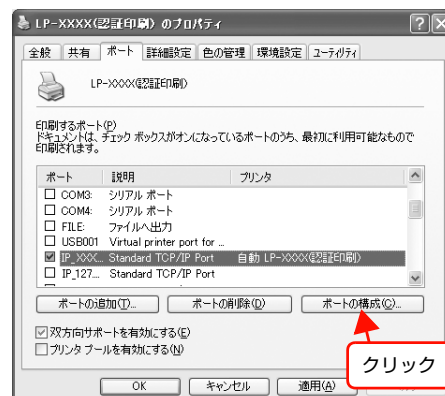 LP-XXXX(認証印刷) のプロパティ
全般 共有 ポート 詳細設定 色の管理 環境設定 ユーティリティ
LP-XXXX(認証印刷)
印刷するポート(P)
ドキュメントは、チェック ボックスがオンになっているポートのうち、最初に利用可能なもので
印刷されます。
ポート 説明 プリンタ
COM3: シリアル ポート
COM4: シリアル ポート
FILE: ファイルへ出力
USB001 Virtual printer port for ...
IP_XXX... Standard TCP/IP Port 自動 LP-XXXX(認証印刷)
IP_127... Standard TCP/IP Port
ポートの追加(T)... ポートの削除(D) ポートの構成(C)...
双方向サポートを有効にする(E)
プリンタ プールを有効にする(N)
クリック
OK キャンセル 適用(A)